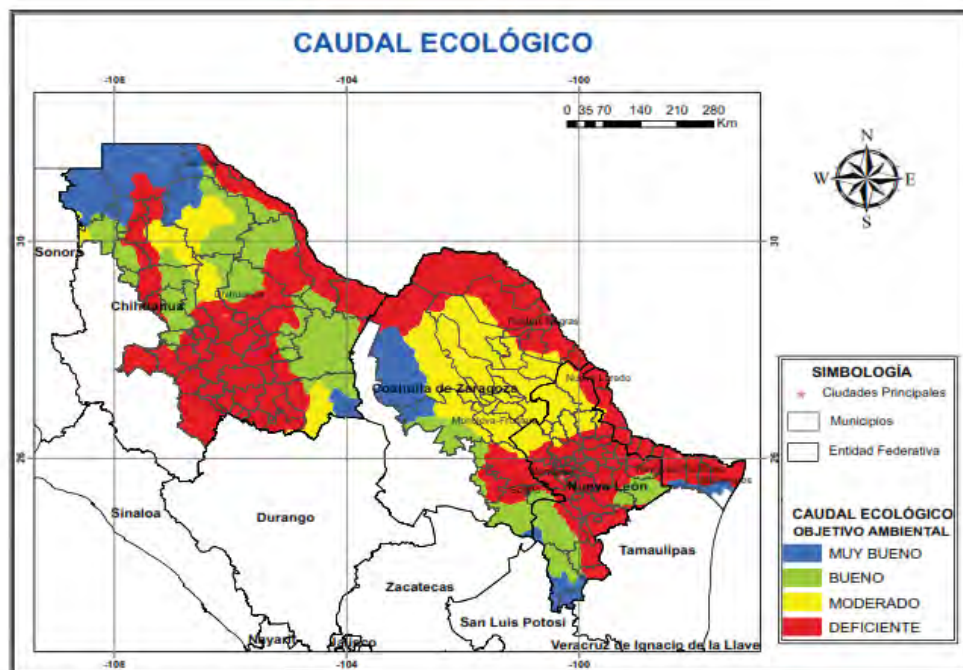 CAUDAL ECOLÓGICO
-104
-100
0 35 70 140 210 280
Km
N
W E
S
30
30
Sonora
Chihuahua
Chihuahua
Piedras Negras
Nuevo Laredo
Coahuila de Zaragoza
Monclova-Frontera
26
26
Nuevo León
Sinaloa
Durango
Tamaulipas
Zacatecas
San Luis Potosí
Nayarit
Jalisco
Veracruz de Ignacio de la Llave
-104
-100
SIMBOLOGÍA
Ciudades Principales
Municipios
Entidad Federativa
CAUDAL ECOLÓGICO
OBJETIVO AMBIENTAL
MUY BUENO
BUENO
MODERADO
DEFICIENTE